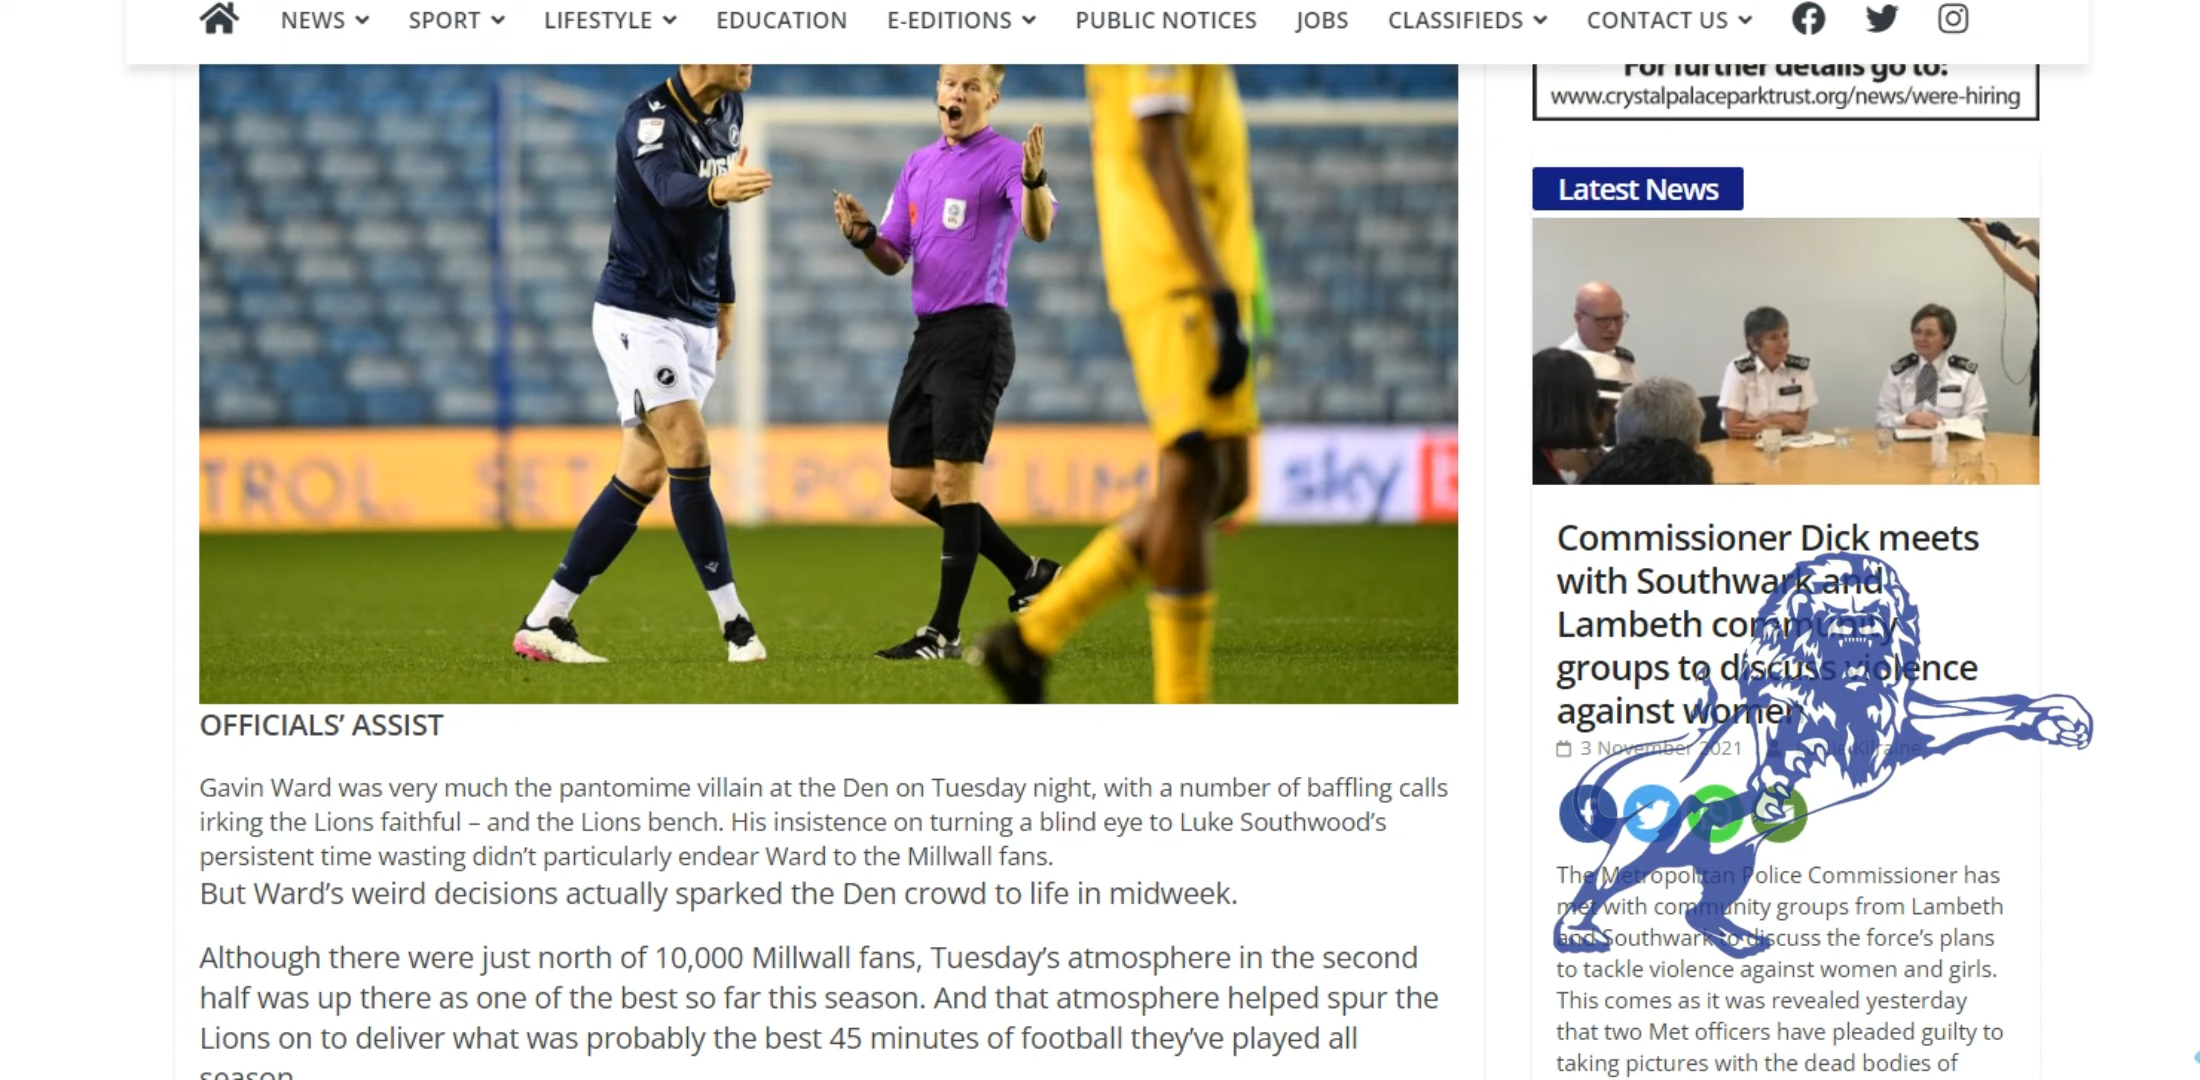 NEWS SPORT LIFESTYLE EDUCATION E-EDITIONS PUBLIC NOTICES JOBS CLASSIFIEDS CONTACT US
For further details go to:
www.crystalpalaceparktrust.org/news/were-hiring
TROL. SET DEPOSIT LIM
sky B
OFFICIALS’ ASSIST
Gavin Ward was very much the pantomime villain at the Den on Tuesday night, with a number of baffling calls
irking the Lions faithful – and the Lions bench. His insistence on turning a blind eye to Luke Southwood’s
persistent time wasting didn’t particularly endear Ward to the Millwall fans.
But Ward’s weird decisions actually sparked the Den crowd to life in midweek.
Although there were just north of 10,000 Millwall fans, Tuesday’s atmosphere in the second
half was up there as one of the best so far this season. And that atmosphere helped spur the
Lions on to deliver what was probably the best 45 minutes of football they’ve played all
season
Latest News
Commissioner Dick meets
with Southwark and
Lambeth community
groups to discuss violence
against women
3 November 2021
The Metropolitan Police Commissioner has
met with community groups from Lambeth
and Southwark to discuss the force’s plans
to tackle violence against women and girls.
This comes as it was revealed yesterday
that two Met officers have pleaded guilty to
taking pictures with the dead bodies of